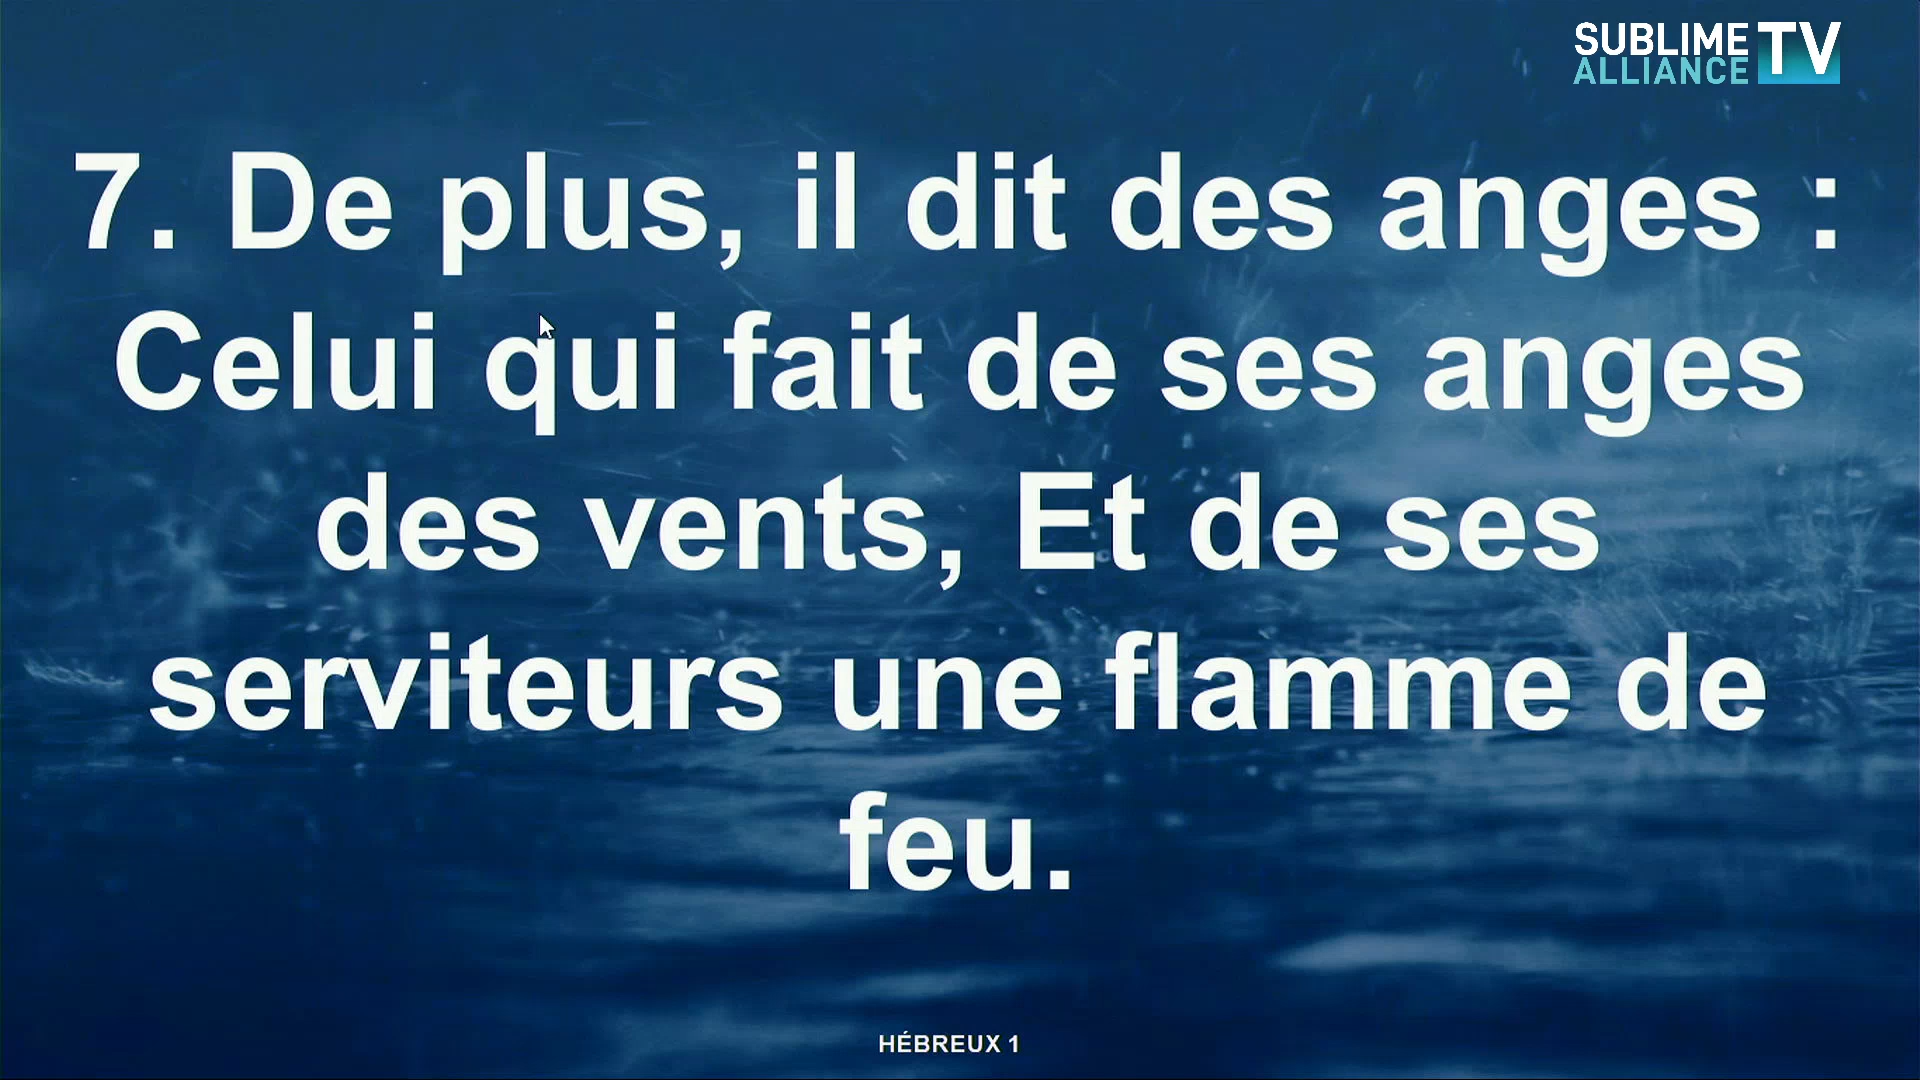 SUBLIME
ALLIANCE TV
7. De plus, il dit des anges :
Celui qui fait de ses anges
des vents, Et de ses
serviteurs une flamme de
feu.
HÉBREUX 1